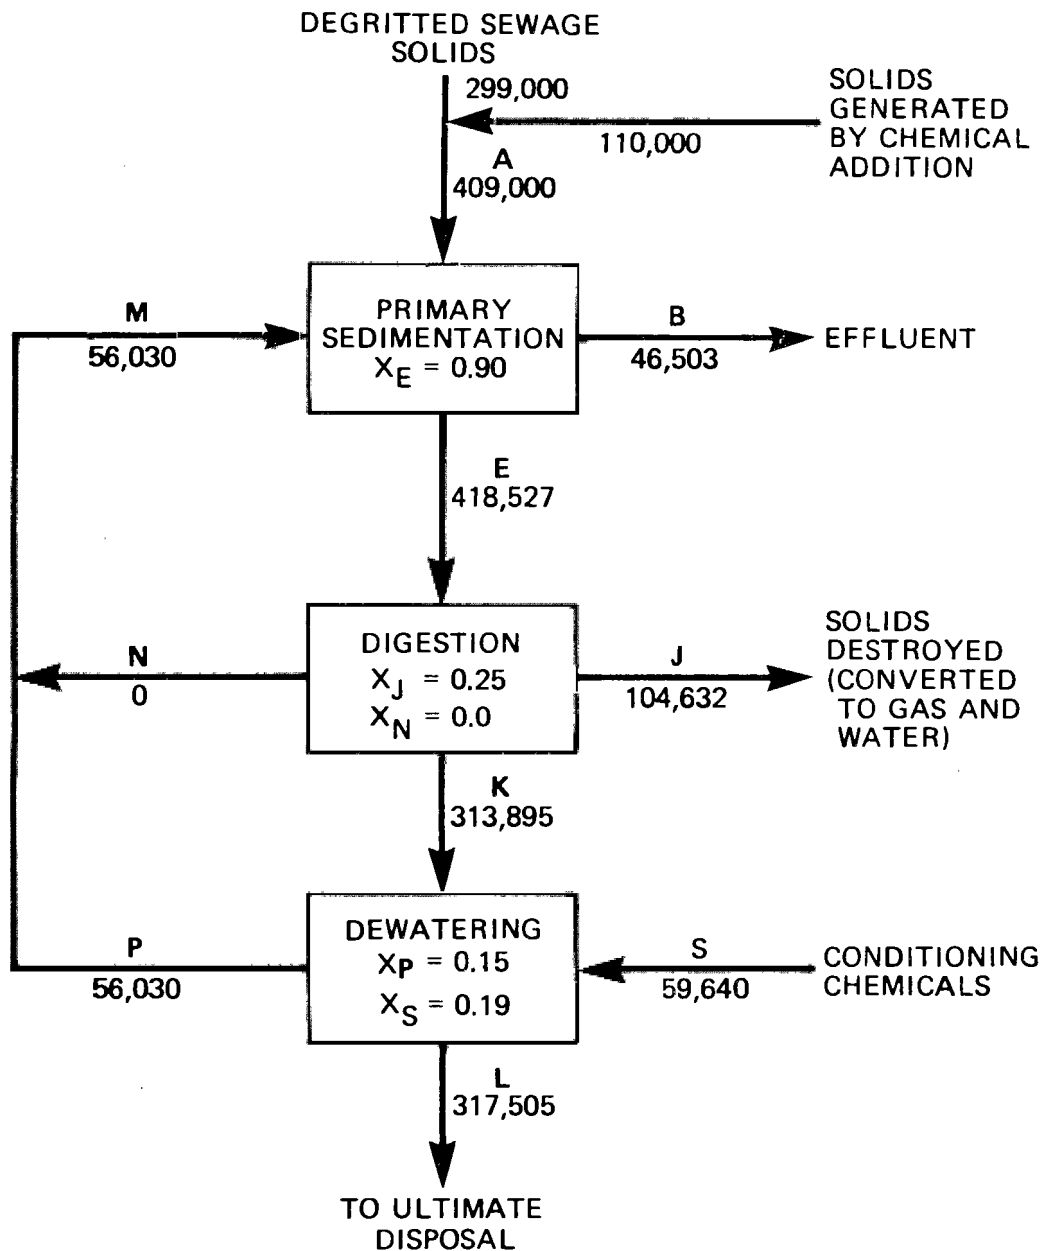 DEGRITTED SEWAGE
SOLIDS
299,000
SOLIDS
GENERATED
BY CHEMICAL
ADDITION
110,000
A
409,000
PRIMARY
SEDIMENTATION
X_E = 0.90
M
56,030
B
46,503
EFFLUENT
E
418,527
DIGESTION
X_J = 0.25
X_N = 0.0
N
0
J
104,632
SOLIDS
DESTROYED
(CONVERTED
TO GAS AND
WATER)
K
313,895
DEWATERING
X_P = 0.15
X_S = 0.19
P
56,030
S
59,640
CONDITIONING
CHEMICALS
L
317,505
TO ULTIMATE
DISPOSAL